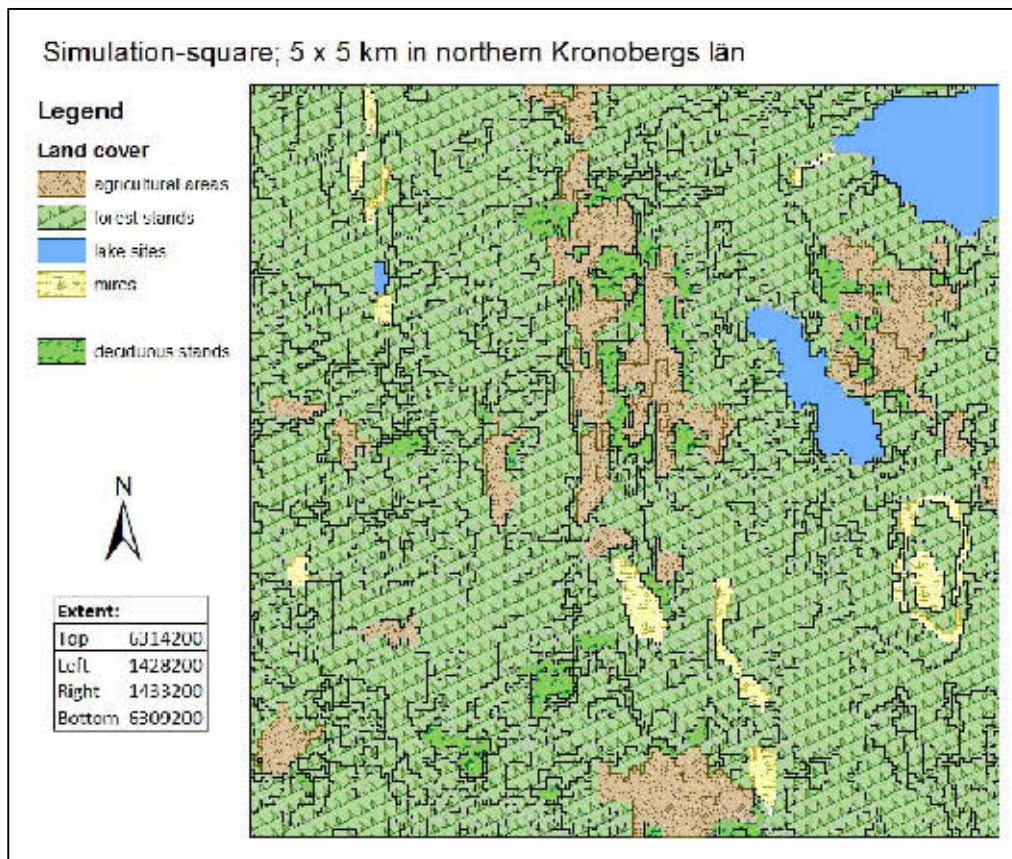 Simulation-square; 5 x 5 km in northern Kronobergs län
Legend
Land cover
agricultural areas
forest stands
lake sites
mires
deciduous stands
N
Extent:
Top 6314200
Left 1428200
Right 1433200
Bottom 6309200